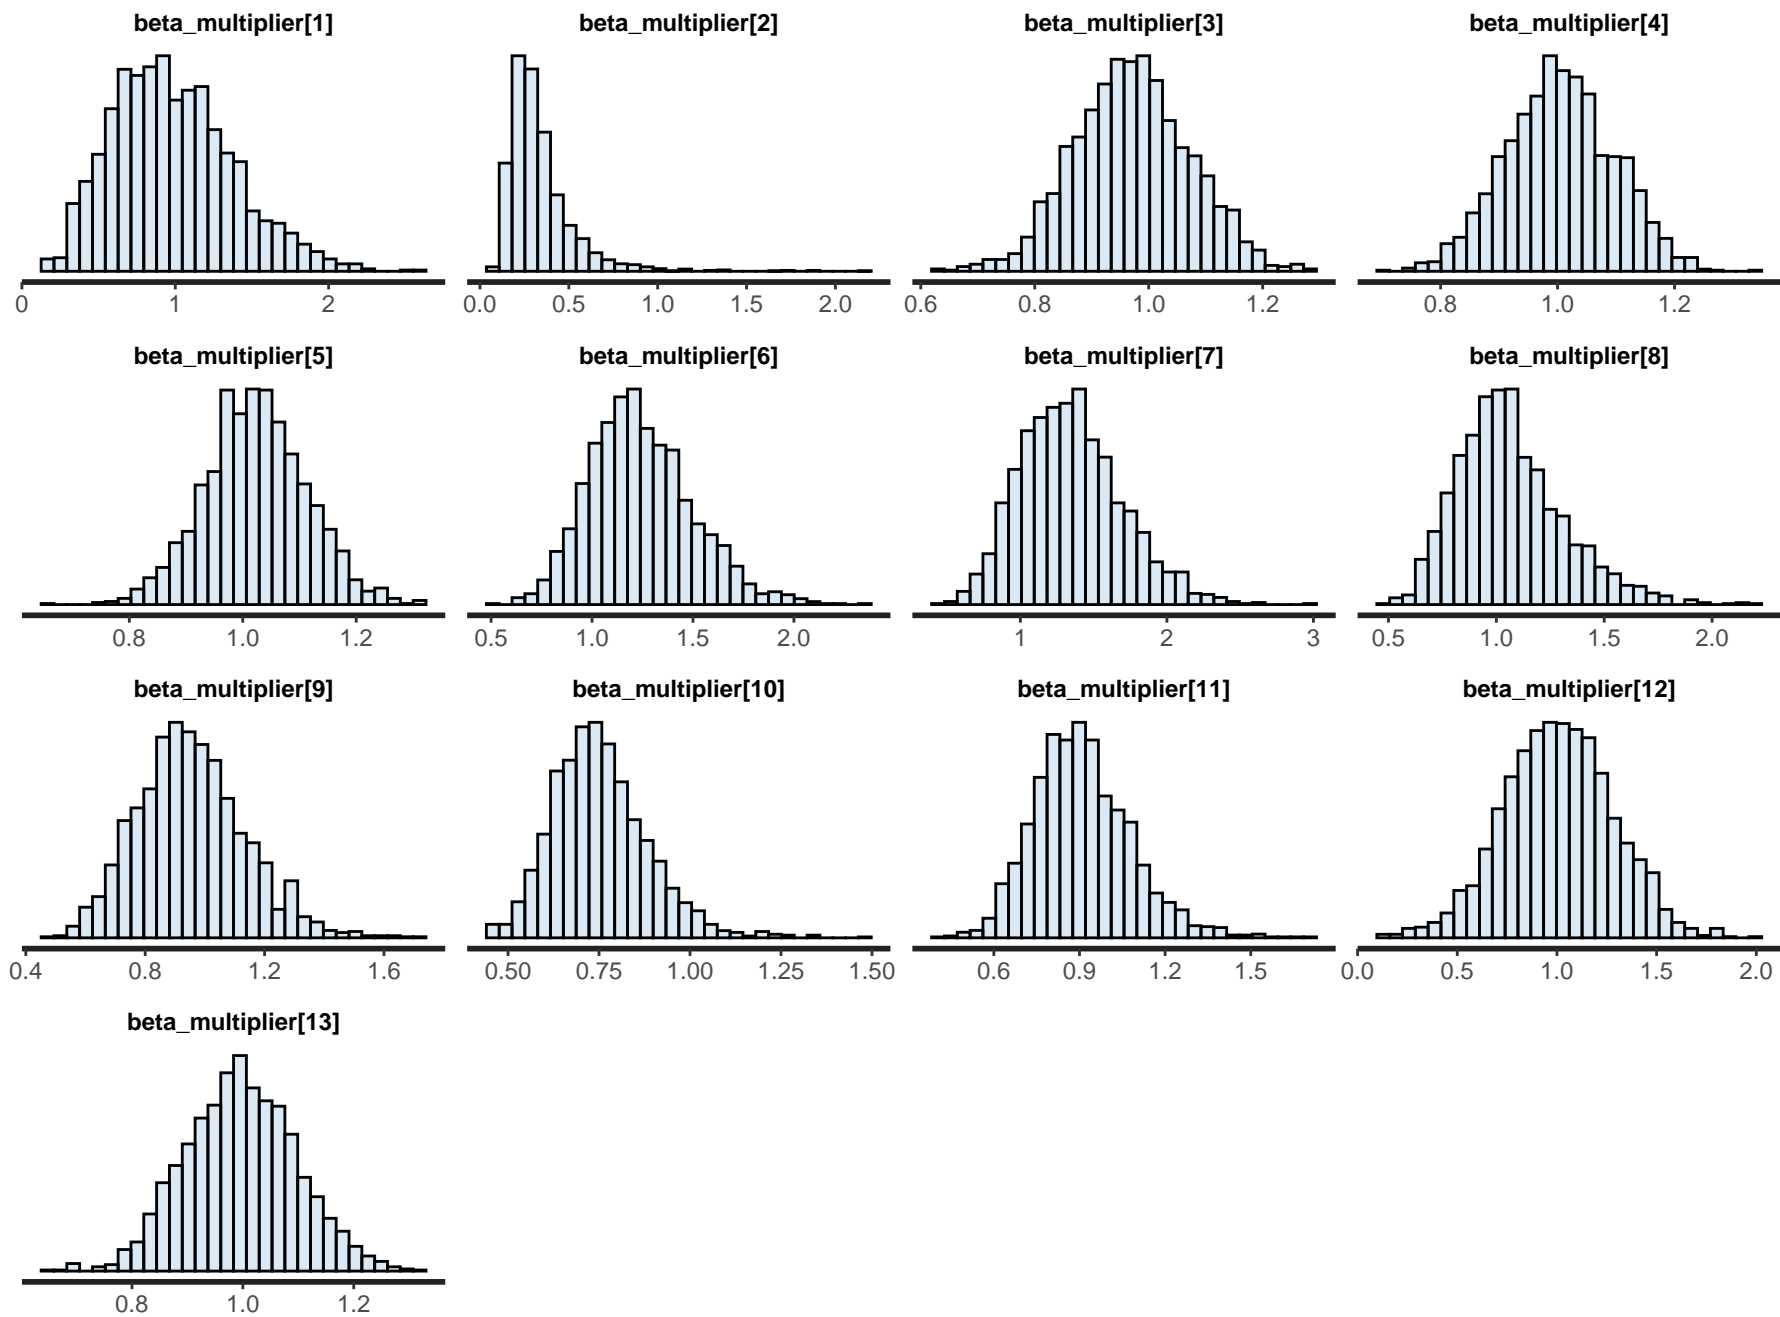 beta_multiplier[1] beta_multiplier[2] beta_multiplier[3] beta_multiplier[4]
0 1 2 0.0 0.5 1.0 1.5 2.0 0.6 0.8 1.0 1.2 0.8 1.0 1.2
beta_multiplier[5] beta_multiplier[6] beta_multiplier[7] beta_multiplier[8]
0.8 1.0 1.2 0.5 1.0 1.5 2.0 1 2 3 0.5 1.0 1.5 2.0
beta_multiplier[9] beta_multiplier[10] beta_multiplier[11] beta_multiplier[12]
0.4 0.8 1.2 1.6 0.50 0.75 1.00 1.25 1.50 0.6 0.9 1.2 1.5 0.0 0.5 1.0 1.5 2.0
beta_multiplier[13]
0.8 1.0 1.2